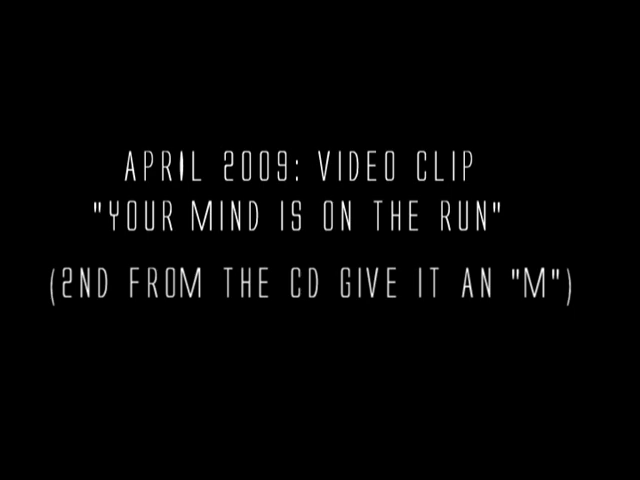 APRIL 2009: VIDEO CLIP
"YOUR MIND IS ON THE RUN"
(2ND FROM THE CD GIVE IT AN "M")